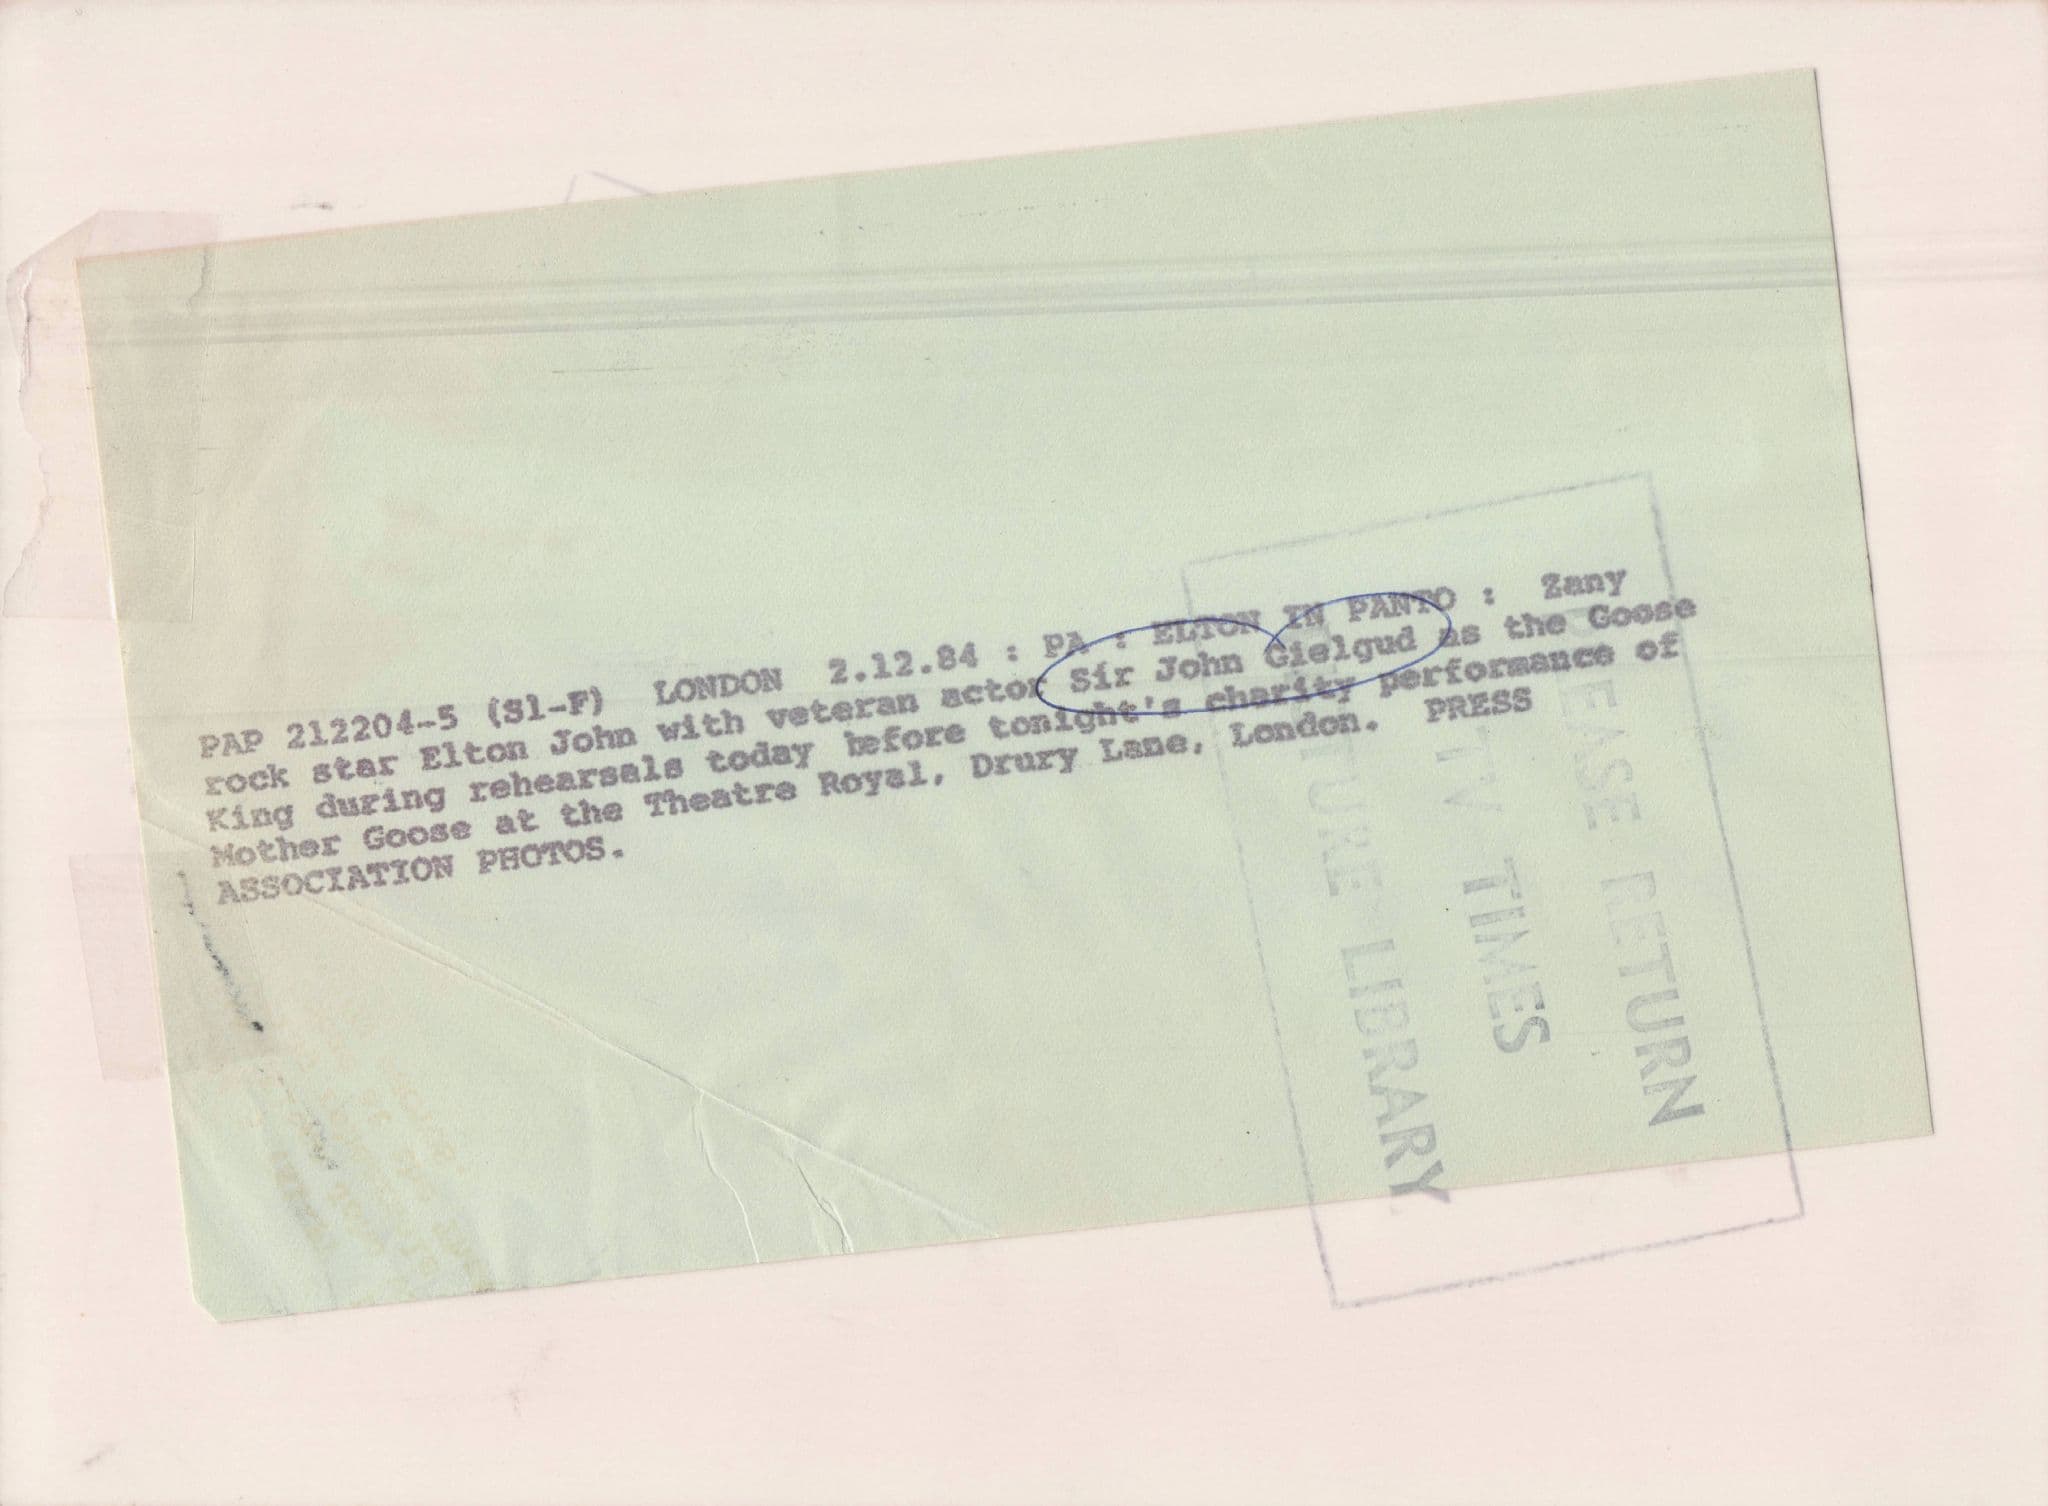 PAP 212204-5 (S1-F)  LONDON  2.12.84 : PA : ELTON IN PANTO :  Zany
rock star Elton John with veteran actor Sir John Gielgud as the Goose
King during rehearsals today before tonight's charity performance of
Mother Goose at the Theatre Royal, Drury Lane, London.  PRESS
ASSOCIATION PHOTOS.
PLEASE RETURN
TV TIMES
PICTURE LIBRARY